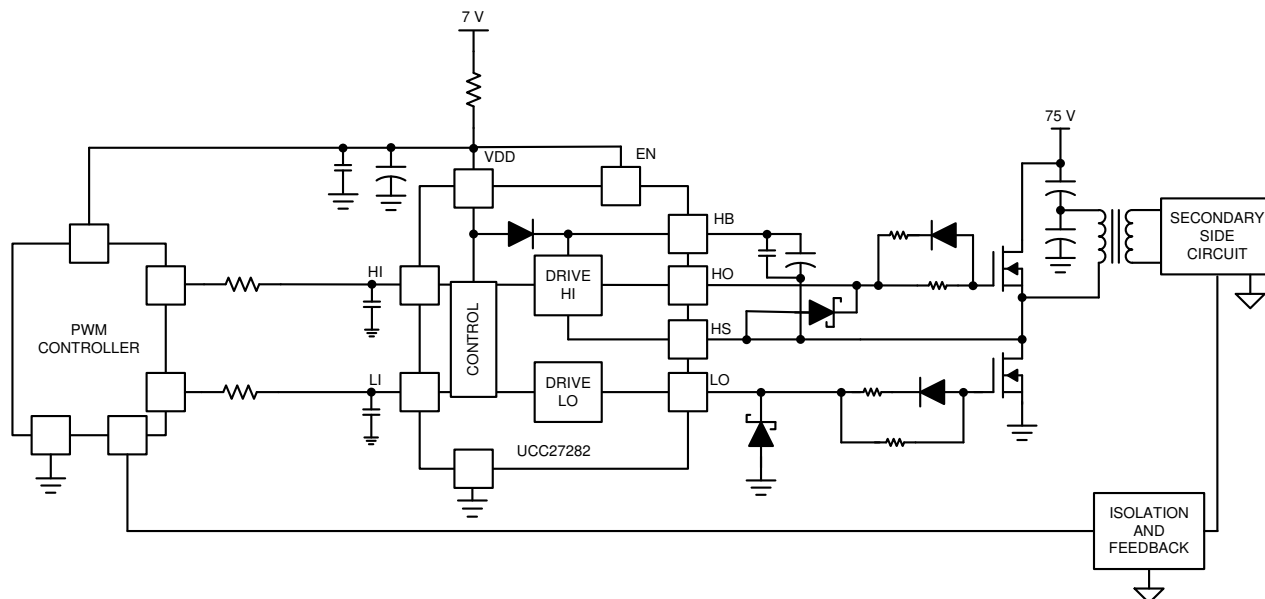 7 V
75 V
VDD
EN
HB
SECONDARY
SIDE
CIRCUIT
HI
DRIVE
HI
HO
PWM
CONTROLLER
CONTROL
HS
LI
DRIVE
LO
LO
UCC27282
ISOLATION
AND
FEEDBACK